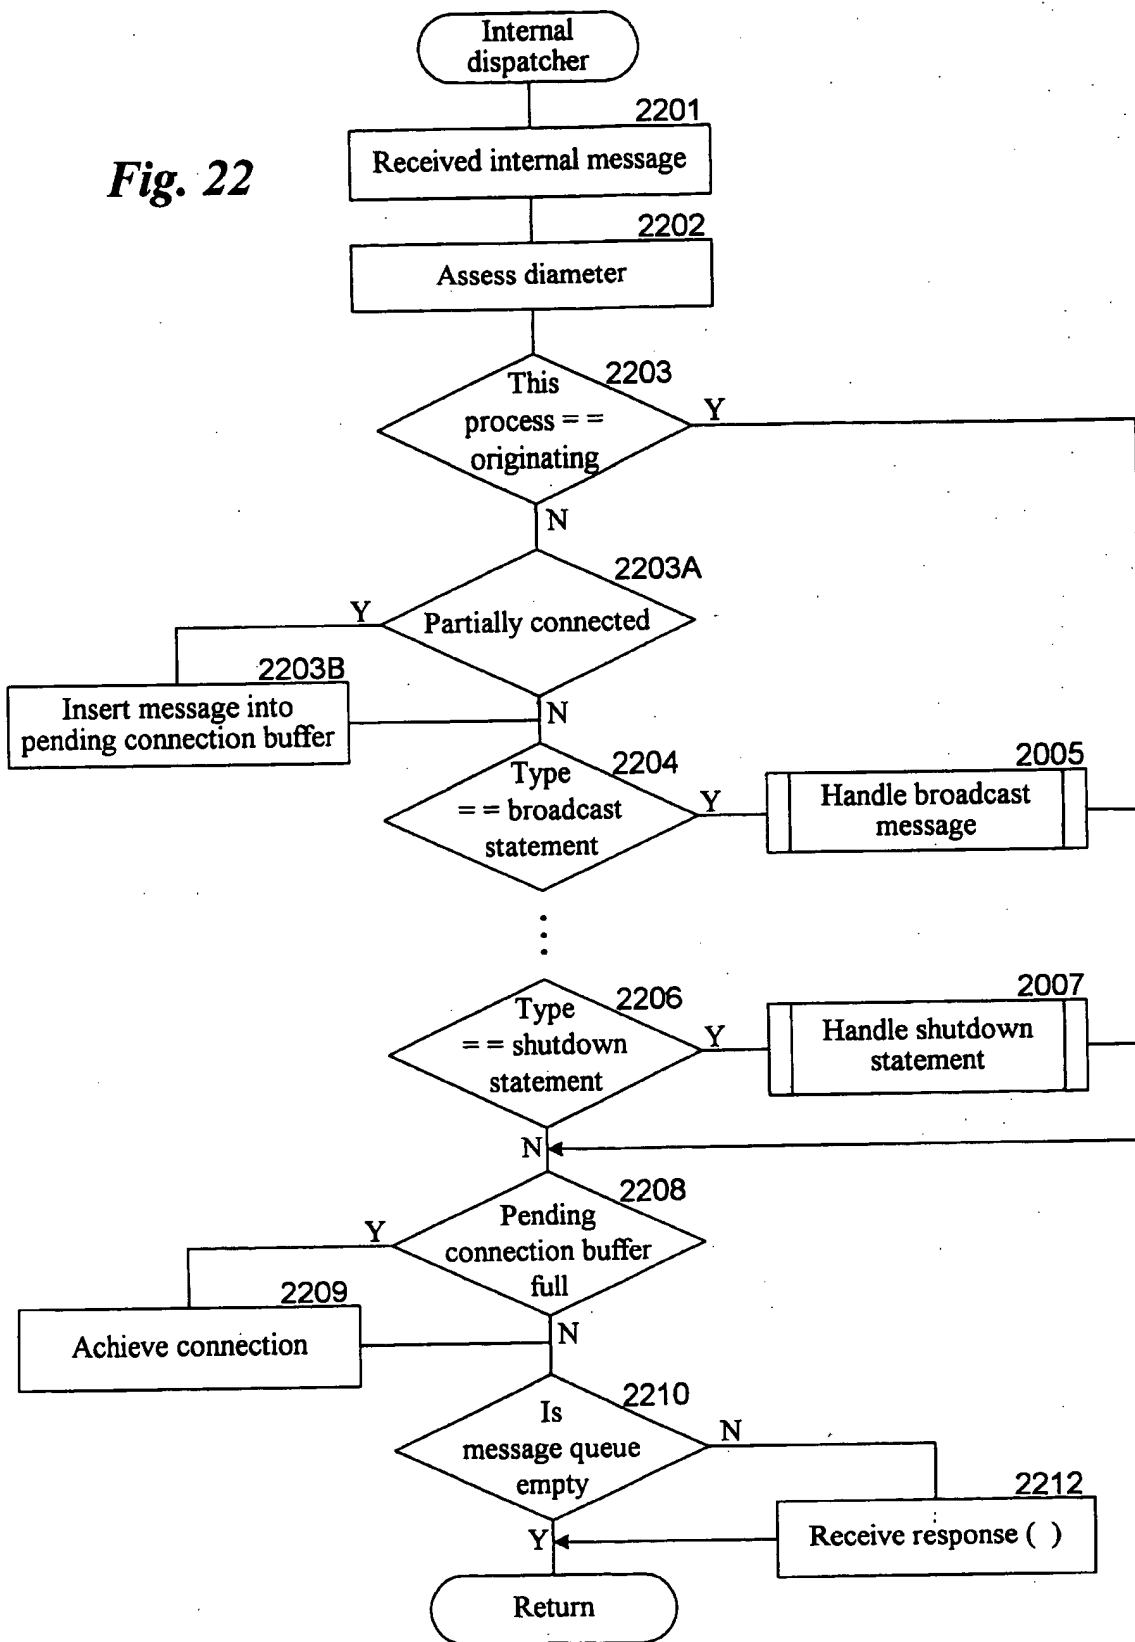 Internal
dispatcher
2201
Received internal message
Fig. 22
2202
Assess diameter
2203
This
process = =
originating
Y
N
2203A
Partially connected
Y
2203B
Insert message into
pending connection buffer
N
2204
Type
= = broadcast
statement
Y
2005
Handle broadcast
message
2206
Type
= = shutdown
statement
Y
2007
Handle shutdown
statement
N
2208
Pending
connection buffer
full
Y
2209
Achieve connection
N
2210
Is
message queue
empty
N
2212
Receive response ( )
Y
Return